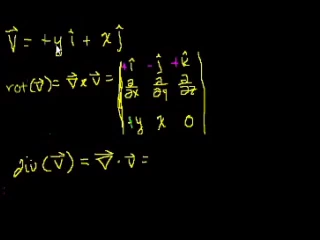 V⃗ = +y î + x ĵ
rot(V⃗) = ∇⃗ × V⃗ = | +î -ĵ +k̂ |
| ∂/∂x ∂/∂y ∂/∂z |
| +y x 0 |
div(V⃗) = ∇⃗ · V⃗ =